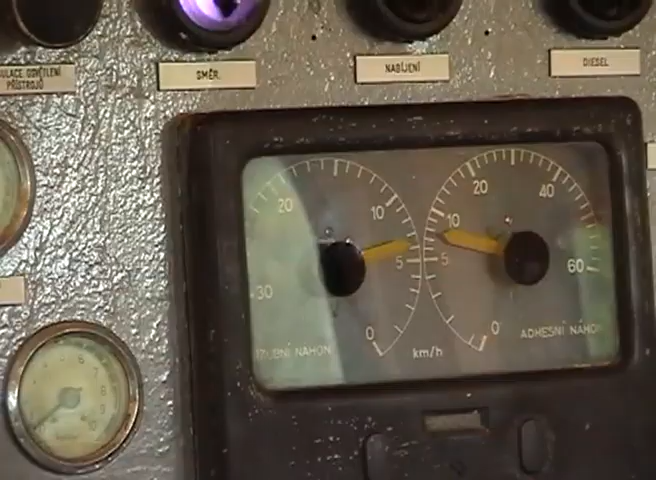 ULACE OSVĚTLENÍ
PŘÍSTROJŮ
SMĚR.
NABÍJENÍ
DIESEL
20
10
5
30
0
OZUBNÍ NÁHON
km/h
10
20
40
5
60
0
ADHESNÍ NÁHON